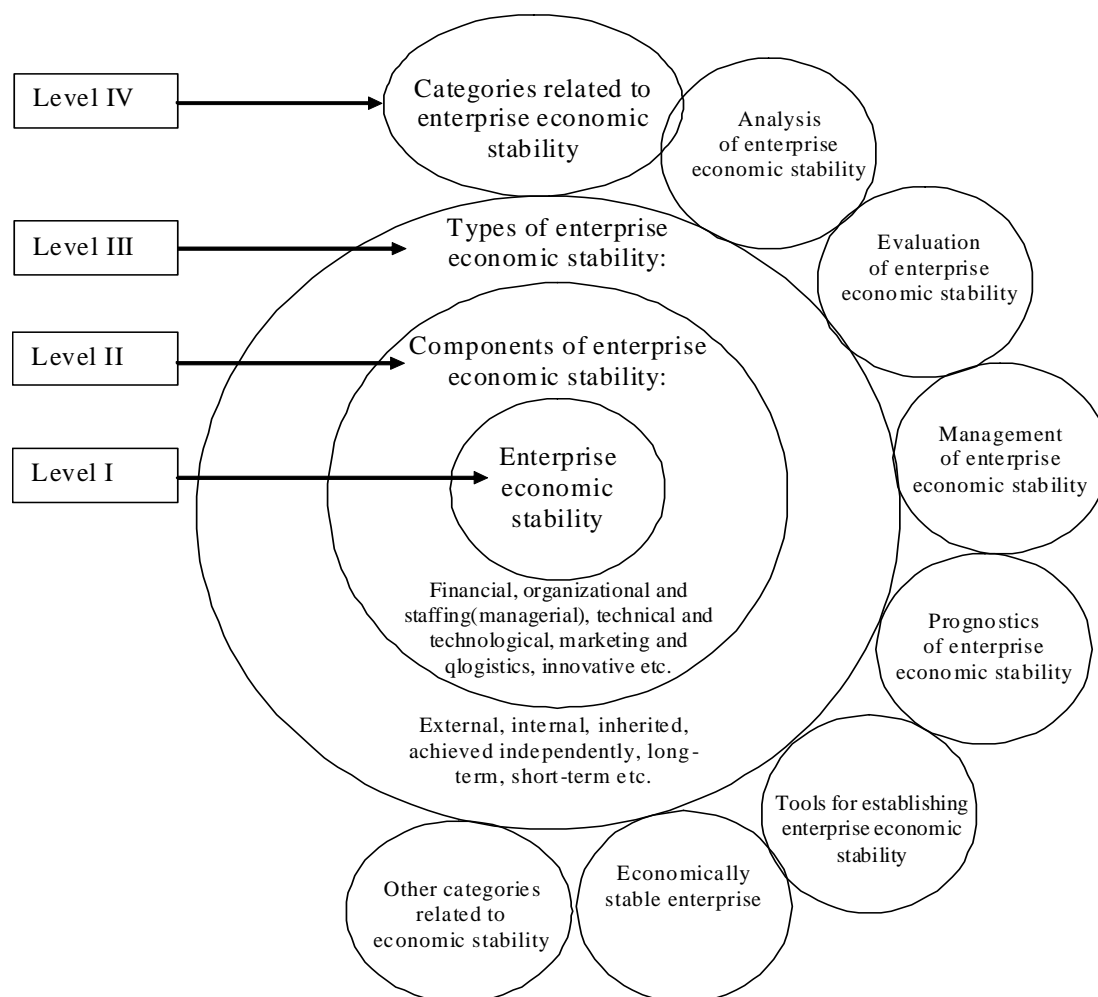 Level IV
Categories related to
enterprise economic
stability
Analysis
of enterprise
economic stability
Level III
Types of enterprise
economic stability:
Evaluation
of enterprise
economic stability
Level II
Components of enterprise
economic stability:
Level I
Enterprise
economic
stability
Management
of enterprise
economic stability
Financial, organizational and
staffing(managerial), technical and
technological, marketing and
qlogistics, innovative etc.
Prognostics
of enterprise
economic stability
External, internal, inherited,
achieved independently, long-
term, short-term etc.
Tools for establishing
enterprise economic
stability
Economically
stable enterprise
Other categories
related to
economic stability